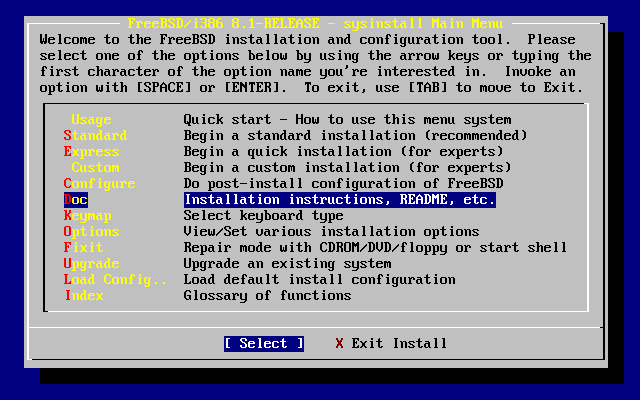 FreeBSD/i386 8.1-RELEASE - sysinstall Main Menu
Welcome to the FreeBSD installation and configuration tool.  Please
select one of the options below by using the arrow keys or typing the
first character of the option name you're interested in.  Invoke an
option with [SPACE] or [ENTER].  To exit, use [TAB] to move to Exit.
Usage Quick start - How to use this menu system
Standard Begin a standard installation (recommended)
Express Begin a quick installation (for experts)
Custom Begin a custom installation (for experts)
Configure Do post-install configuration of FreeBSD
Doc Installation instructions, README, etc.
Keymap Select keyboard type
Options View/Set various installation options
Fixit Repair mode with CDROM/DVD/floppy or start shell
Upgrade Upgrade an existing system
Load Config.. Load default install configuration
Index Glossary of functions
[ Select ] X Exit Install